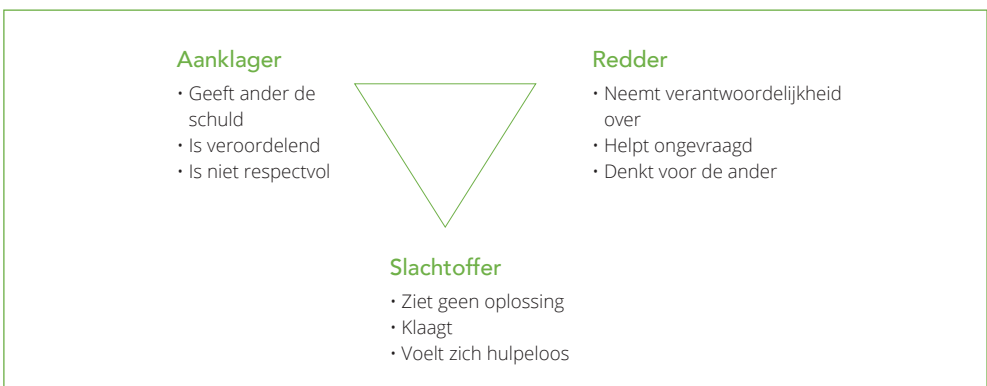 Aanklager
• Geeft ander de
schuld
• Is veroordelend
• Is niet respectvol
Redder
• Neemt verantwoordelijkheid
over
• Helpt ongevraagd
• Denkt voor de ander
Slachtoffer
• Ziet geen oplossing
• Klaagt
• Voelt zich hulpeloos